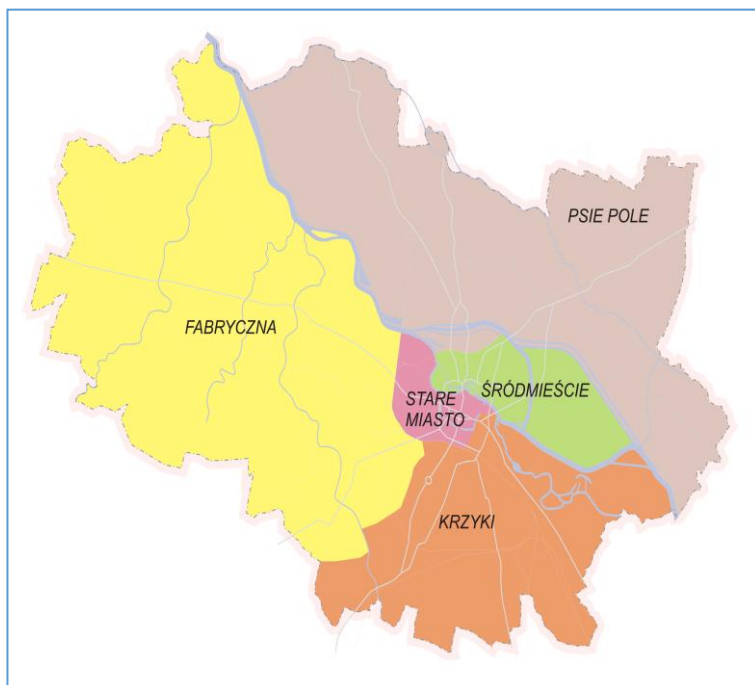 PSIE POLE
FABRYCZNA
ŚRÓDMIEŚCIE
STARE
MIASTO
KRZYKI